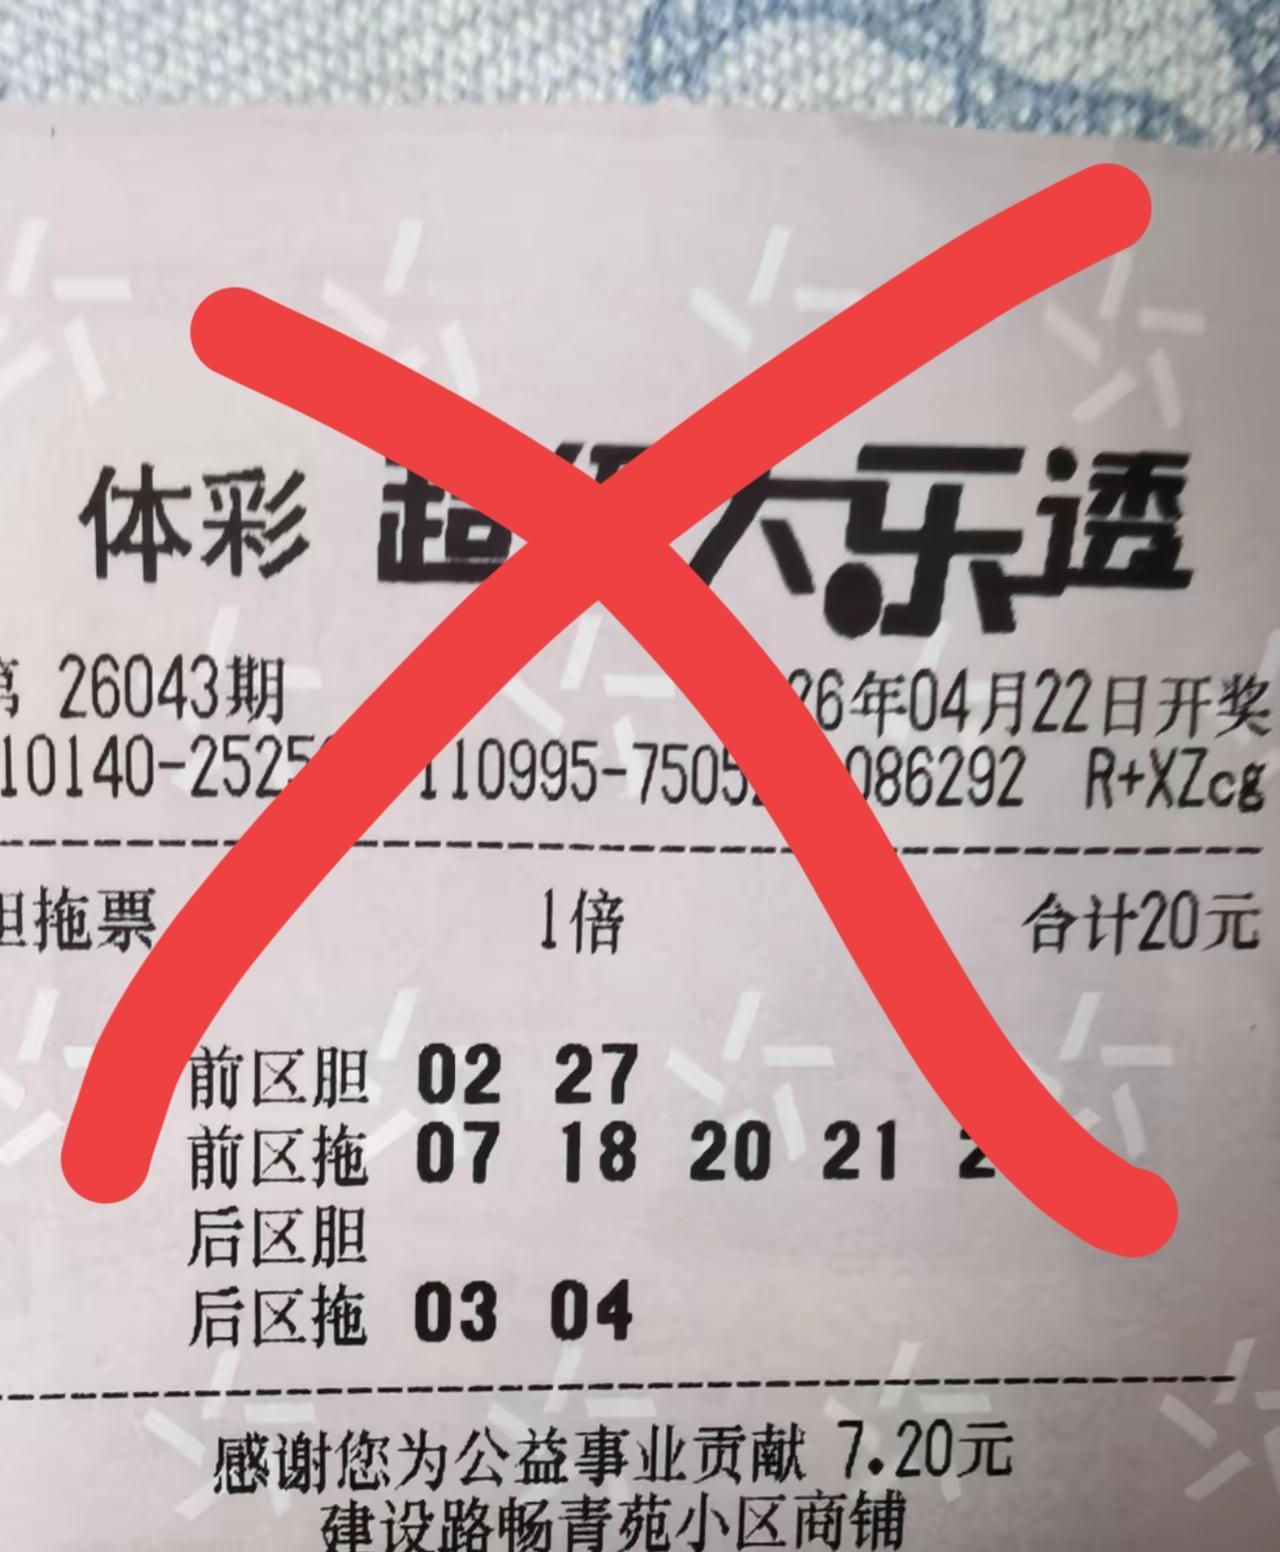 体彩 超级大乐透
第 26043期 26年04月22日开奖
10140-2525 110995-7505 086292 R+XZcg
胆拖票 1倍 合计20元
前区胆 02 27
前区拖 07 18 20 21
后区胆
后区拖 03 04
感谢您为公益事业贡献 7.20元
建设路畅青苑小区商铺